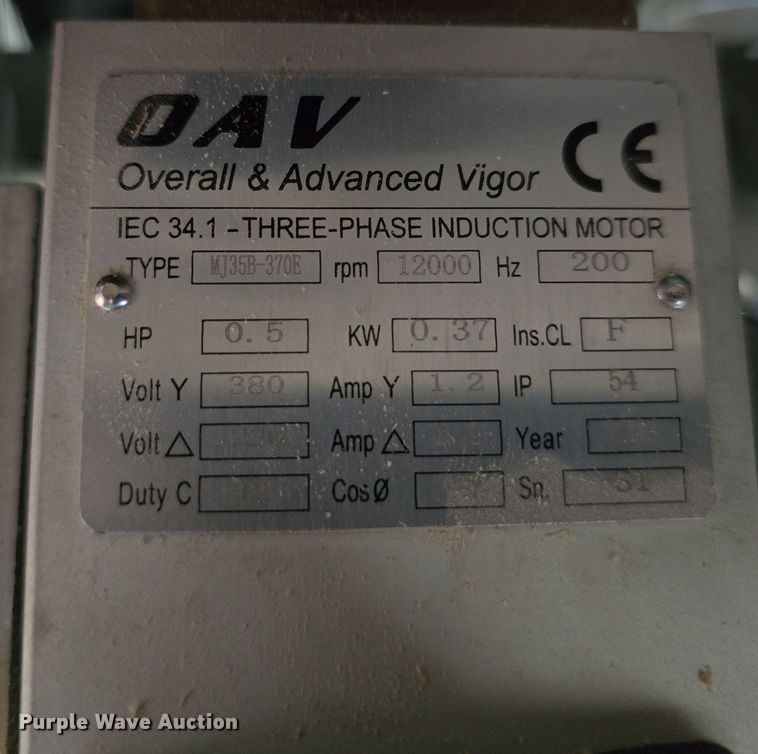 OAV
Overall & Advanced Vigor CE
IEC 34.1 -THREE-PHASE INDUCTION MOTOR
TYPE MJ35B-370E rpm 12000 Hz 200
HP 0.5 KW 0.37 Ins.CL F
Volt Y 380 Amp Y 1.2 IP 54
Volt △ Amp △ Year
Duty C CosØ Sn. S1
Purple Wave Auction